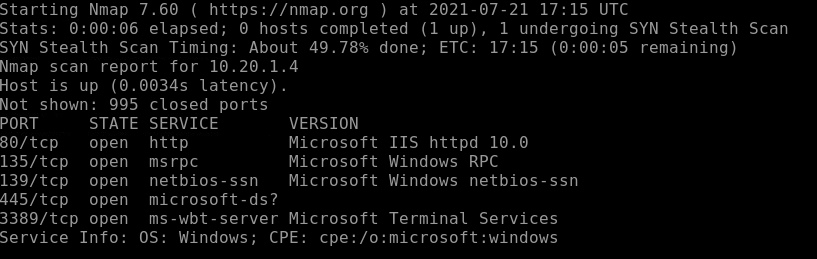 Starting Nmap 7.60 ( https://nmap.org ) at 2021-07-21 17:15 UTC
Stats: 0:00:06 elapsed; 0 hosts completed (1 up), 1 undergoing SYN Stealth Scan
SYN Stealth Scan Timing: About 49.78% done; ETC: 17:15 (0:00:05 remaining)
Nmap scan report for 10.20.1.4
Host is up (0.0034s latency).
Not shown: 995 closed ports
PORT     STATE SERVICE       VERSION
80/tcp   open  http          Microsoft IIS httpd 10.0
135/tcp  open  msrpc         Microsoft Windows RPC
139/tcp  open  netbios-ssn   Microsoft Windows netbios-ssn
445/tcp  open  microsoft-ds?
3389/tcp open  ms-wbt-server Microsoft Terminal Services
Service Info: OS: Windows; CPE: cpe:/o:microsoft:windows